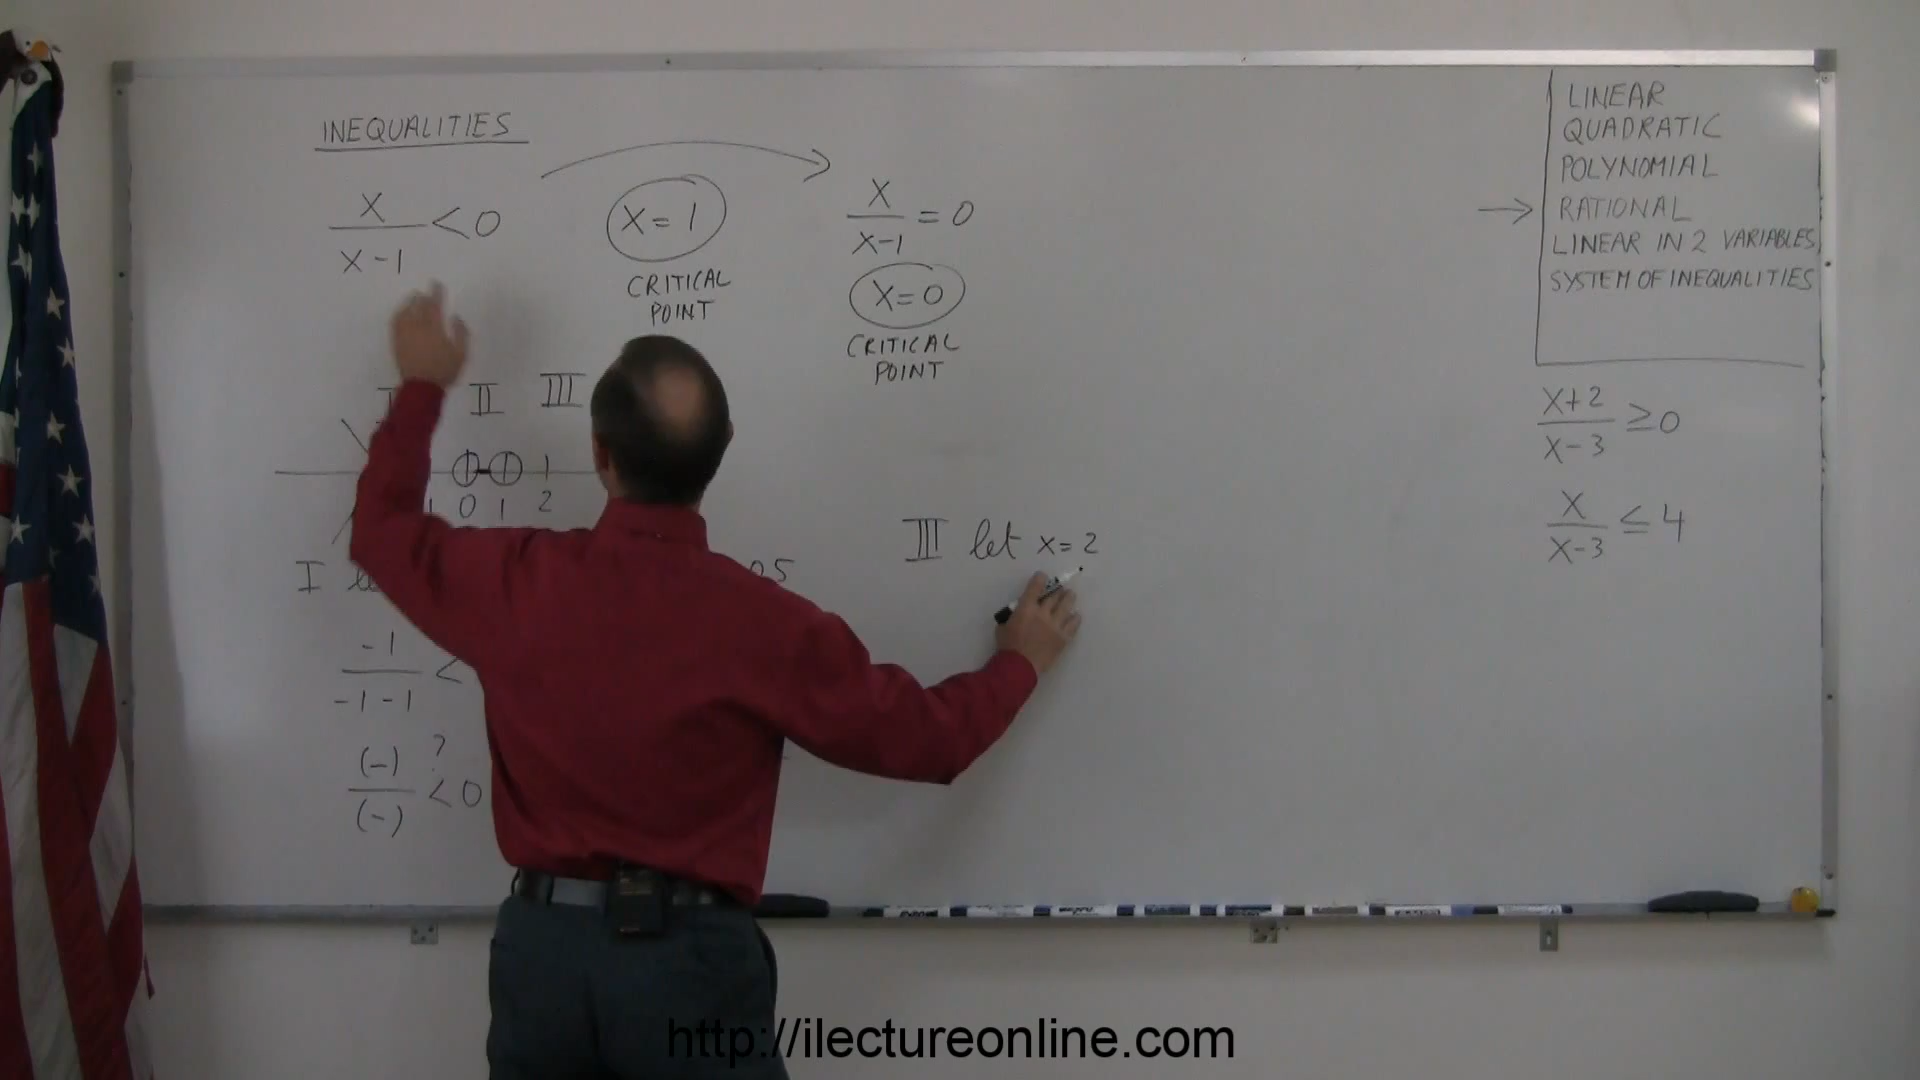 INEQUALITIES
x
x-1
<0
x=1
CRITICAL
POINT
x
x-1
=0
x=0
CRITICAL
POINT
II III
0 1 2
I
-1
-1-1
<
?
(-)
(-)
<0
III let x=2
LINEAR
QUADRATIC
POLYNOMIAL
RATIONAL
LINEAR IN 2 VARIABLES
SYSTEM OF INEQUALITIES
x+2
x-3
≥0
x
x-3
≤4
http://ilectureonline.com